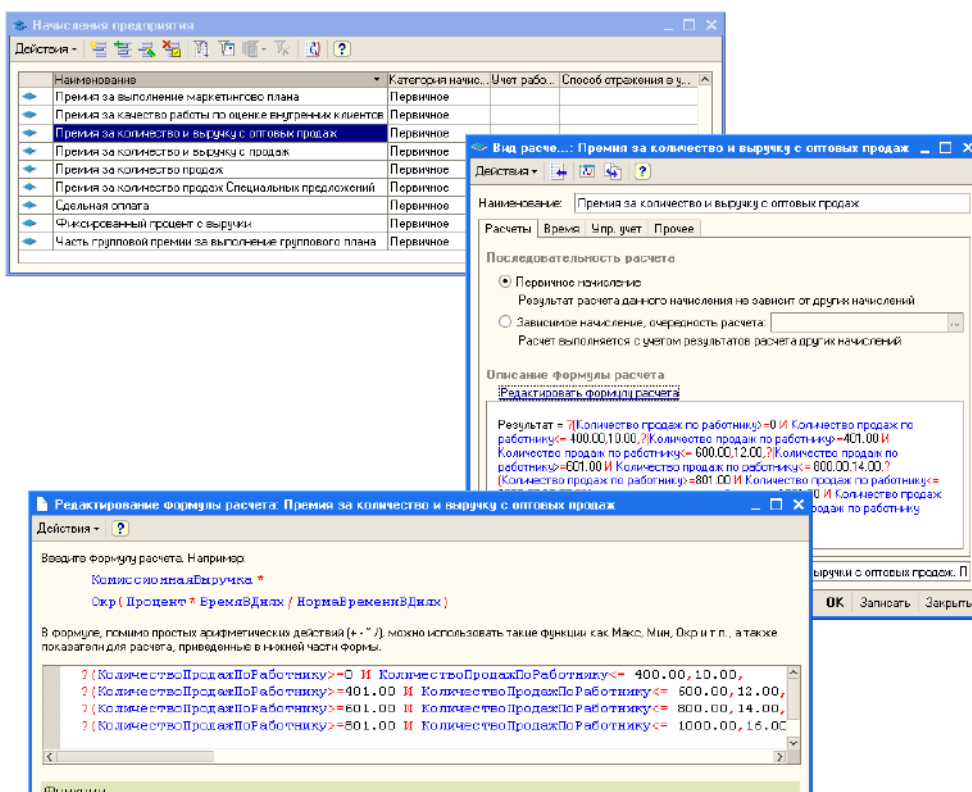 Начисления предприятия
Действия
Наименование Категория начис... Учет рабо... Способ отражения в у...
Премия за выполнение маркетингово плана Первичное
Премия за качество работы по оценке внутренних клиентов Первичное
Премия за количество и выручку с оптовых продаж Первичное
Премия за количество и выручку с продаж Первичное
Премия за количество продаж Первичное
Премия за количество продаж Специальных предложений Первичное
Сдельная оплата Первичное
Фиксированный процент с выручки Первичное
Часть групповой премии за выполнение группового плана Первичное
Вид расче...: Премия за количество и выручку с оптовых продаж
Действия
Наименование: Премия за количество и выручку с оптовых продаж
Расчеты Время Упр. учет Прочее
Последовательность расчета
Первичное начисление
Результат расчета данного начисления не зависит от других начислений
Зависимое начисление, очередность расчета: ...
Расчет выполняется с учетом результатов расчета других начислений
Описание формулы расчета
Редактировать формулу расчета
Результат = ?(Количество продаж по работнику>=0 И Количество продаж по
работнику<= 400.00,10.00,?(Количество продаж по работнику>=401.00 И
Количество продаж по работнику<= 600.00,12.00,?(Количество продаж по
работнику>=601.00 И Количество продаж по работнику<= 800.00,14.00,?
(Количество продаж по работнику>=801.00 И Количество продаж по работнику<=
0 И Количество продаж
родаж по работнику
выручки с оптовых продаж. П
OK Записать Закрыть
Редактирование формулы расчета: Премия за количество и выручку с оптовых продаж
Действия
Введите формулу расчета. Например:
КомиссионнаяВыручка *
Окр( Процент * ВремяВДнях / НормаВремениВДнях )
В формуле, помимо простых арифметических действий (+ - * /), можно использовать такие функции как Макс, Мин, Окр и т.п., а также
показатели для расчета, приведенные в нижней части формы.
?(КоличествоПродажПоРаботнику>=0 И КоличествоПродажПоРаботнику<= 400.00,10.00,
?(КоличествоПродажПоРаботнику>=401.00 И КоличествоПродажПоРаботнику<= 600.00,12.00,
?(КоличествоПродажПоРаботнику>=601.00 И КоличествоПродажПоРаботнику<= 800.00,14.00,
?(КоличествоПродажПоРаботнику>=801.00 И КоличествоПродажПоРаботнику<= 1000.00,16.00
Функции